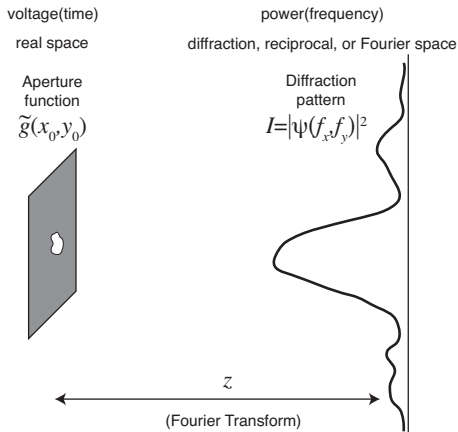 voltage(time)
power(frequency)
real space
diffraction, reciprocal, or Fourier space
Aperture
function
g̃(x₀,y₀)
Diffraction
pattern
I=|ψ(fₓ,f_y)|²
z
(Fourier Transform)